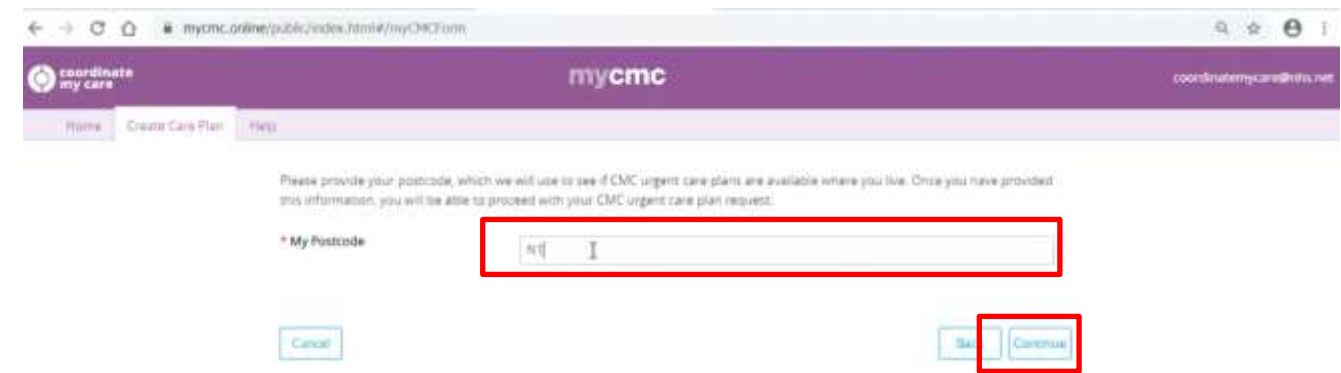 mycmc.online/public/index.html#/myCMCForm
coordinate
my care
mycmc
coordinatemycare@nhs.net
Home Create Care Plan Help
Please provide your postcode, which we will use to see if CMC urgent care plans are available where you live. Once you have provided
this information, you will be able to proceed with your CMC urgent care plan request.
* My Postcode
N1
Cancel
Back Continue